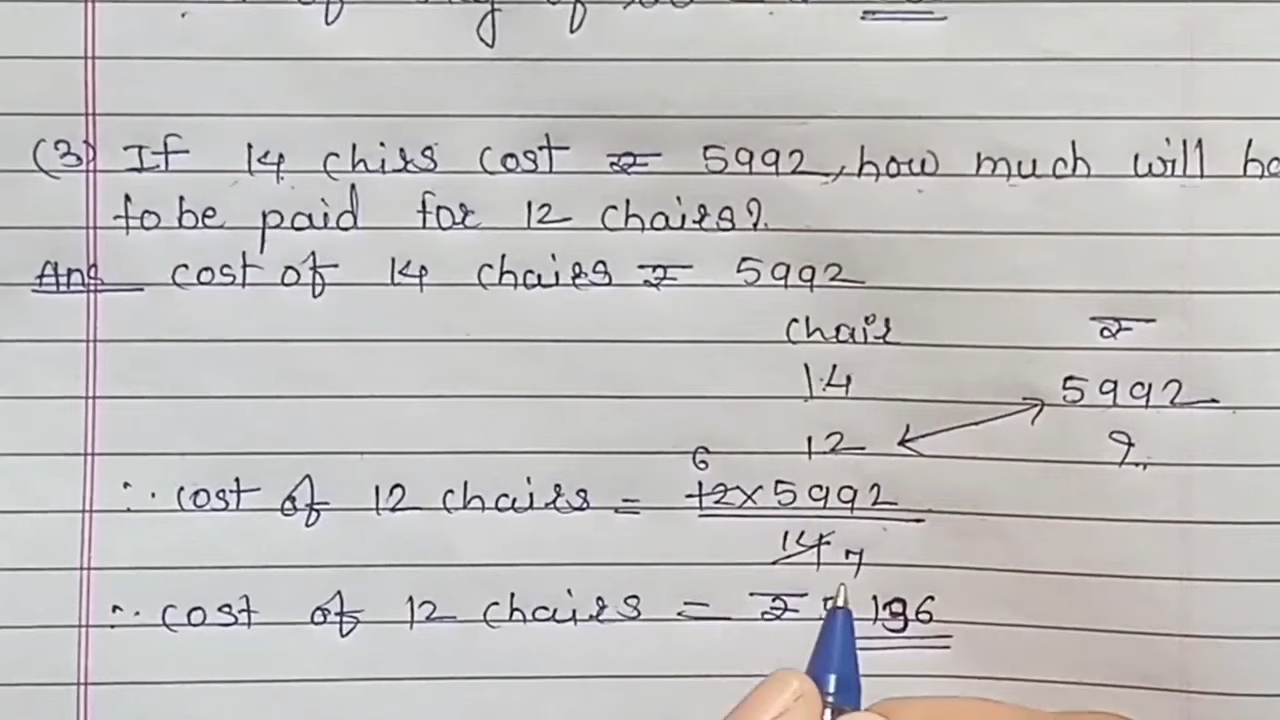 (3) If 14 chirs cost ₹ 5992, how much will
to be paid for 12 chairs?
Ans cost of 14 chairs ₹ 5992
chair ₹
14 5992
12 ?
6
∴ cost of 12 chairs = 12 × 5992
14 7
∴ cost of 12 chairs = ₹ 136